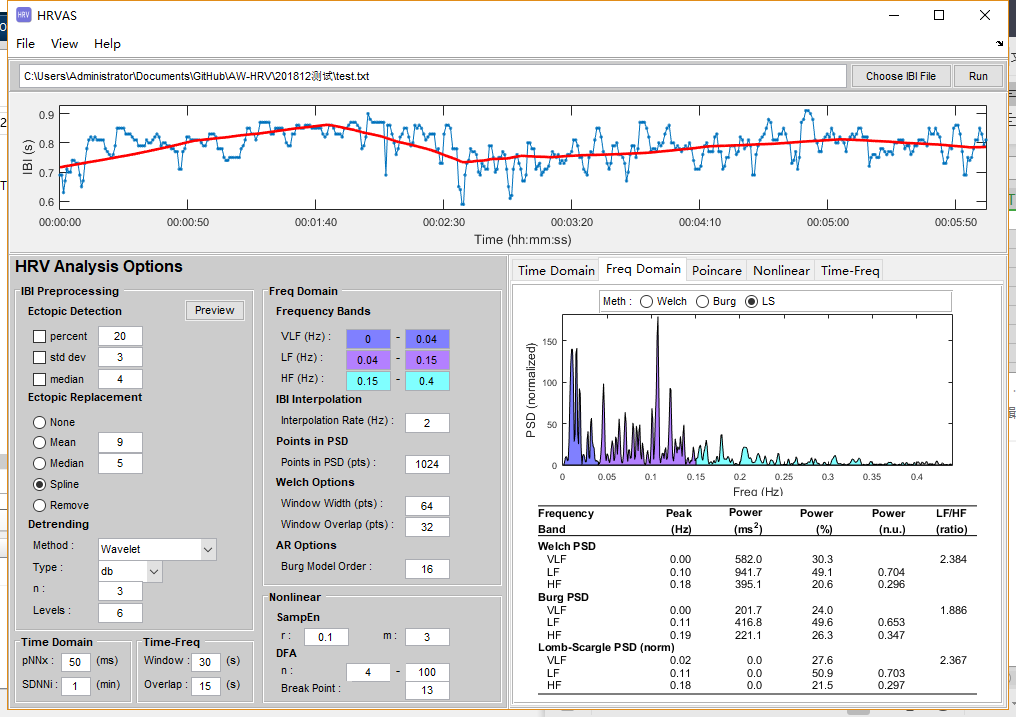 HRV HRVAS
File View Help
C:\Users\Administrator\Documents\GitHub\AW-HRV\201812测试\test.txt Choose IBI File Run
IBI (s)
0.9
0.8
0.7
0.6
00:00:00 00:00:50 00:01:40 00:02:30 00:03:20 00:04:10 00:05:00 00:05:50
Time (hh:mm:ss)
HRV Analysis Options
IBI Preprocessing
Ectopic Detection Preview
percent 20
std dev 3
median 4
Ectopic Replacement
None
Mean 9
Median 5
Spline
Remove
Detrending
Method : Wavelet
Type : db
n : 3
Levels : 6
Time Domain
pNNx : 50 (ms)
SDNNi : 1 (min)
Time-Freq
Window : 30 (s)
Overlap : 15 (s)
Freq Domain
Frequency Bands
VLF (Hz) : 0 - 0.04
LF (Hz) : 0.04 - 0.15
HF (Hz) : 0.15 - 0.4
IBI Interpolation
Interpolation Rate (Hz) : 2
Points in PSD
Points in PSD (pts) : 1024
Welch Options
Window Width (pts) : 64
Window Overlap (pts) : 32
AR Options
Burg Model Order : 16
Nonlinear
SampEn
r : 0.1 m : 3
DFA
n : 4 - 100
Break Point : 13
Time Domain Freq Domain Poincare Nonlinear Time-Freq
Meth : Welch Burg LS
PSD (normalized)
150
100
50
0
0 0.05 0.1 0.15 0.2 0.25 0.3 0.35 0.4
Freq (Hz)
Frequency Peak Power Power Power LF/HF
Band (Hz) (ms2) (%) (n.u.) (ratio)
Welch PSD
VLF 0.00 582.0 30.3 2.384
LF 0.10 941.7 49.1 0.704
HF 0.18 395.1 20.6 0.296
Burg PSD
VLF 0.00 201.7 24.0 1.886
LF 0.11 416.8 49.6 0.653
HF 0.19 221.1 26.3 0.347
Lomb-Scargle PSD (norm)
VLF 0.02 0.0 27.6 2.367
LF 0.11 0.0 50.9 0.703
HF 0.18 0.0 21.5 0.297